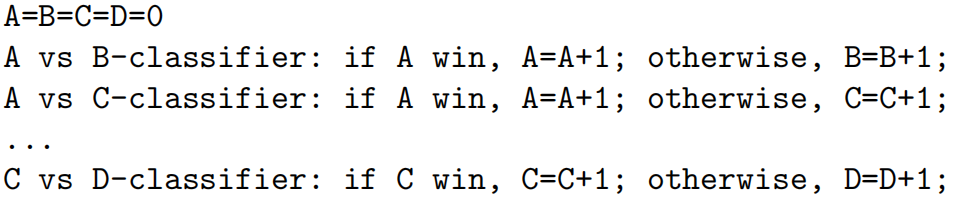 A=B=C=D=0
A vs B-classifier: if A win, A=A+1; otherwise, B=B+1;
A vs C-classifier: if A win, A=A+1; otherwise, C=C+1;
...
C vs D-classifier: if C win, C=C+1; otherwise, D=D+1;